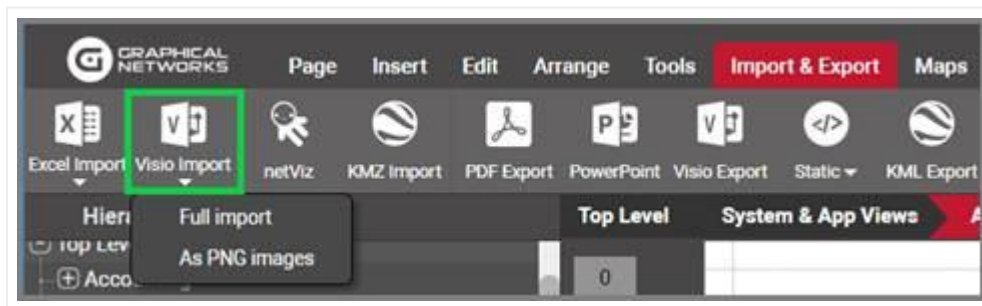 GRAPHICAL
NETWORKS
Page Insert Edit Arrange Tools Import & Export Maps
Excel Import Visio Import netViz KMZ Import PDF Export PowerPoint Visio Export Static KML Export
Top Level System & App Views
Full import
As PNG images
0